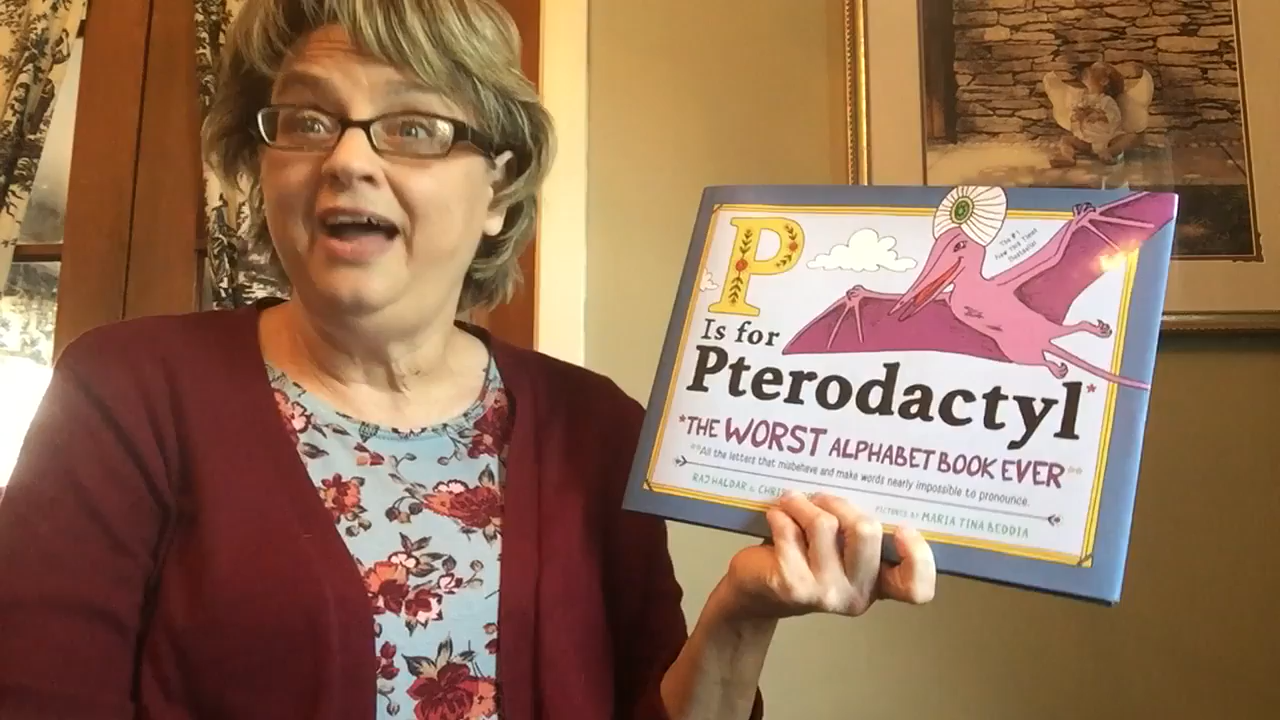 P
The #1
New York Times
Bestseller
Is for
Pterodactyl*
*THE WORST ALPHABET BOOK EVER**
**All the letters that misbehave and make words nearly impossible to pronounce.
RAJ HALDAR &
PICTURES BY MARIA TINA BEDDIA